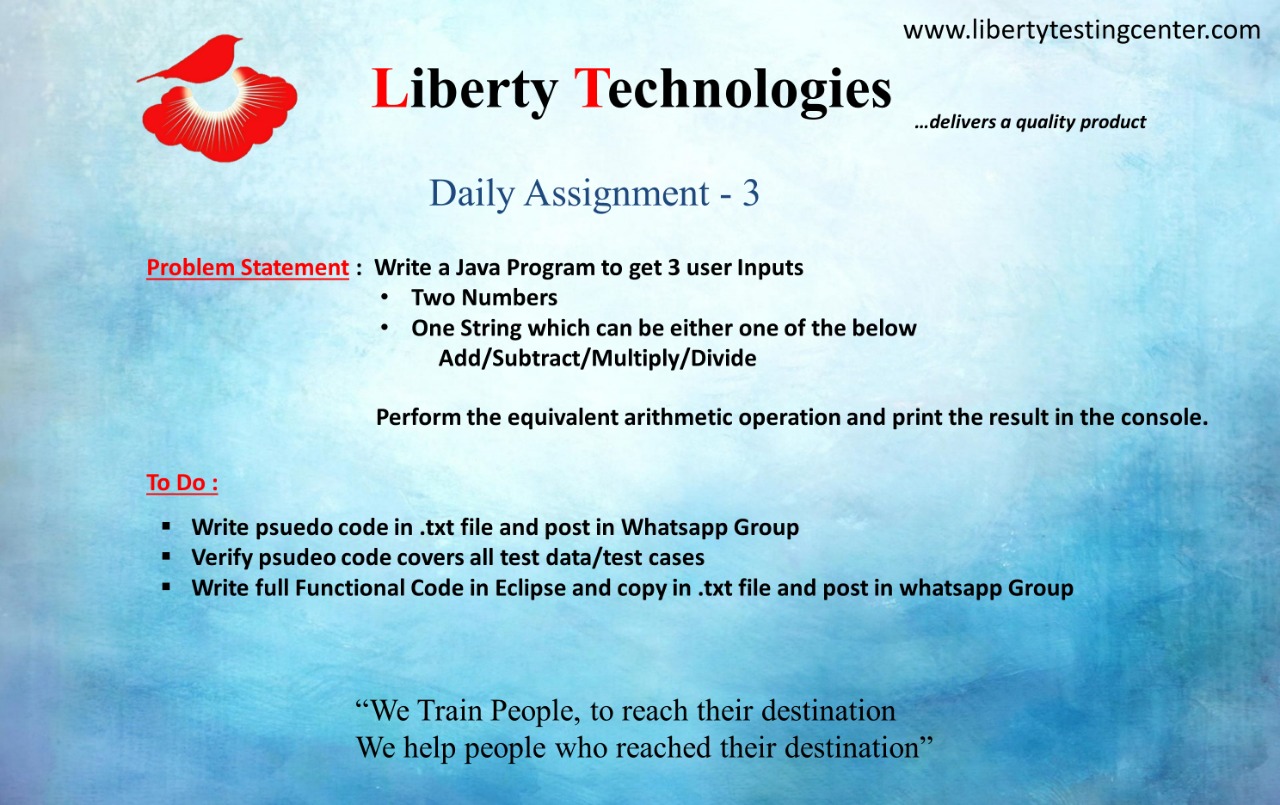 www.libertytestingcenter.com
Liberty Technologies
...delivers a quality product
Daily Assignment - 3
Problem Statement : Write a Java Program to get 3 user Inputs
• Two Numbers
• One String which can be either one of the below
Add/Subtract/Multiply/Divide
Perform the equivalent arithmetic operation and print the result in the console.
To Do :
▪ Write psuedo code in .txt file and post in Whatsapp Group
▪ Verify psudeo code covers all test data/test cases
▪ Write full Functional Code in Eclipse and copy in .txt file and post in whatsapp Group
“We Train People, to reach their destination
We help people who reached their destination”